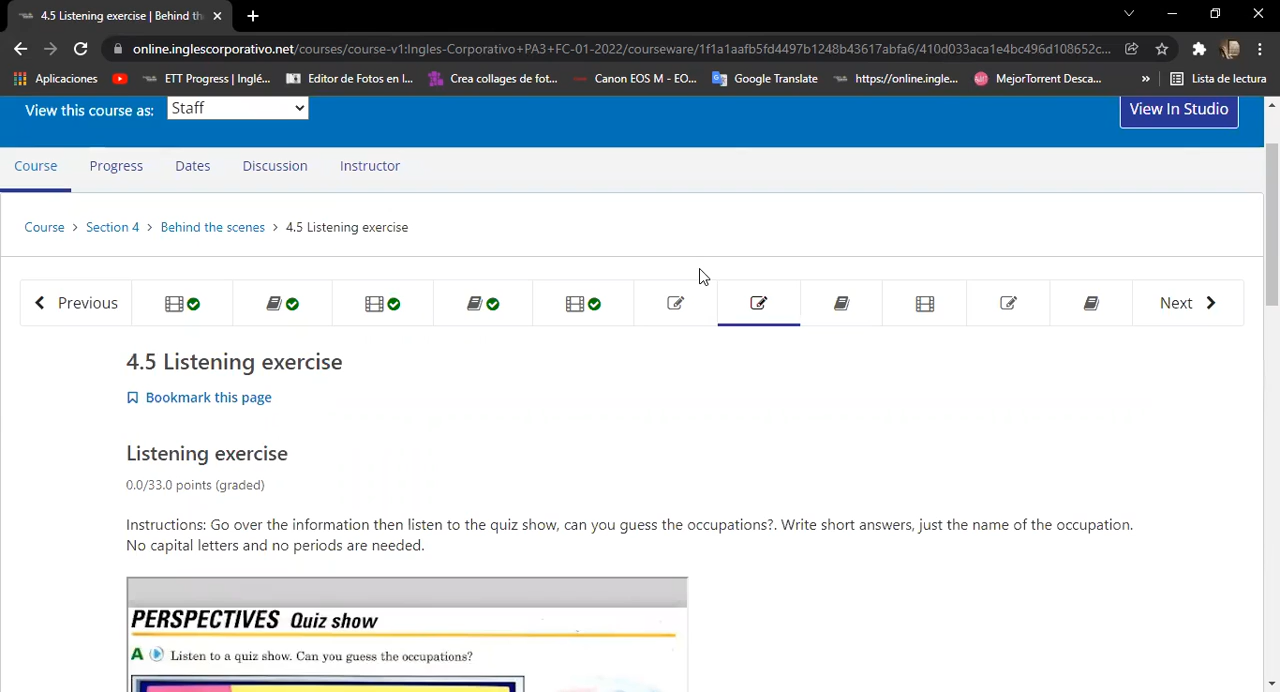 4.5 Listening exercise | Behind th
online.inglescorporativo.net/courses/course-v1:Ingles-Corporativo+PA3+FC-01-2022/courseware/1f1a1aafb5fd4497b1248b43617abfa6/410d033aca1e4bc496d108652c...
Aplicaciones ETT Progress | Inglé... Editor de Fotos en l... Crea collages de fot... Canon EOS M - EO... Google Translate https://online.ingle... MejorTorrent Desca... » Lista de lectura
View this course as: Staff View In Studio
Course Progress Dates Discussion Instructor
Course > Section 4 > Behind the scenes > 4.5 Listening exercise
Previous Next
4.5 Listening exercise
Bookmark this page
Listening exercise
0.0/33.0 points (graded)
Instructions: Go over the information then listen to the quiz show, can you guess the occupations?. Write short answers, just the name of the occupation.
No capital letters and no periods are needed.
PERSPECTIVES Quiz show
A Listen to a quiz show. Can you guess the occupations?